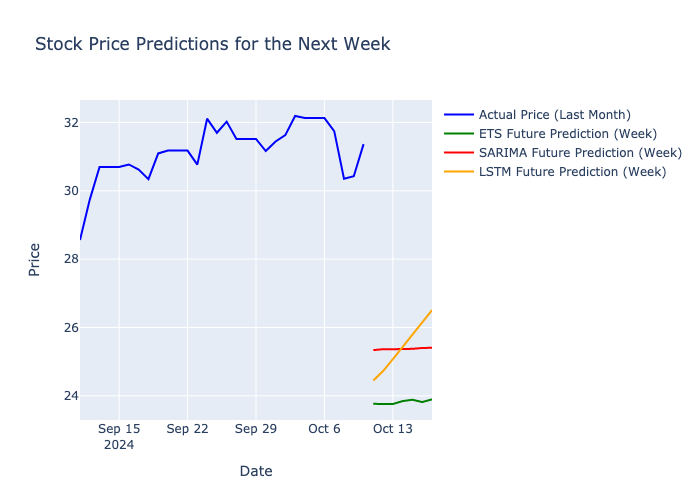 Stock Price Predictions for the Next Week
Actual Price (Last Month)
ETS Future Prediction (Week)
SARIMA Future Prediction (Week)
LSTM Future Prediction (Week)
Price
32
30
28
26
24
Sep 15
2024
Sep 22
Sep 29
Oct 6
Oct 13
Date